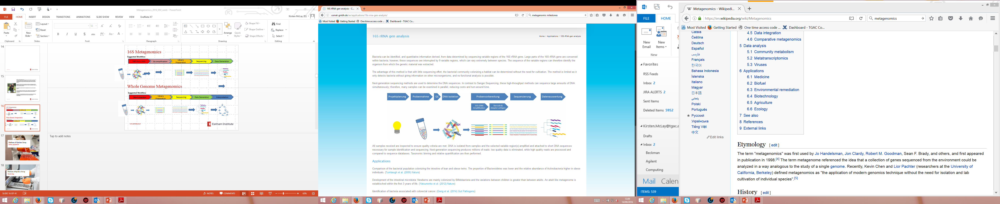 Metagenomics_2016_KM_weds - PowerPoint
FILE HOME INSERT DESIGN TRANSITIONS ANIMATIONS SLIDE SHOW REVIEW VIEW EndNote X7
Kirsten McLay (EI)
Paste
New Slide
Layout
Reset
Section
12
B I U S abc AV Aa A
Shape Fill
Shape Outline
Shape Effects
Arrange
Quick Styles
Find
Replace
Select
Clipboard Slides Font Paragraph Drawing Editing
14
15
16
17
Platforms & Pipelines Group
18
Platforms & Pipelines Group
Sequencing
16S Metagenomics
Suggested Workflow
DNA Extraction 16s amplification Library Preparation Sequencing Data Generation
Whole Genome Metagenomics
Suggested Workflow
DNA Extraction Library Preparation Sequencing Data Generation Interpretation
Earlham Institute
Tap to add notes
SLIDE 16 OF 41
NOTES COMMENTS 63%
16S rRNA gen analysis - C...
cemet-gmbh.de/en/applications/16s-rrna-gen-analysis/
metagenomic milestones
Most Visited Getting Started One time access code ... Dashboard - TGAC Co...
16S rRNA gen analysis
Home / Applications / 16S rRNA gen analysis
Bacteria can be identified, and quantitative information derived, from data determined by sequencing variable regions of the 16S rRNA gene. Large parts of the 16S rRNA gene are conserved
within bacteria; however, these sequences are interrupted by 9 variable regions, which can vary extremely between species. The sequence of the variable regions can therefore identify the
organism from which the genetic material was extracted.
The advantage of this method is that with little sequencing effort, the bacterial community colonizing a habitat can be determined without the need for cultivation. The method is limited as it
only detects bacteria without giving information on other microorganisms, and no functional analysis is possible.
Next-generation sequencing methods are used to determine the DNA sequences. In contrast to Sanger Sequencing, these high-throughput methods can sequence large amounts of DNA
simultaneously; therefore, many samples can be examined in parallel, reducing costs and turn-around time.
Projektplanung Probennahme QC DNA Isolation Probenvorbereitung Sequenzierung Datenauswertung
16S rDNA Amplifikation
Barcode & Adapter anfügen
All samples received are inspected to ensure quality criteria are met. DNA is isolated from samples and the selected variable region(s) amplified and attached to short DNA sequences
necessary for sample identification and sequencing. Next-generation sequencing produces millions of reads: low quality data is eliminated, while high quality reads are processed and
compared to sequence databases. Taxonomic binning and relative quantification are then performed.
Applications
Comparison of the bacterial population colonizing the intestine of lean and obese twins. The proportion of Bacteroidetes was lower and the relative abundance of Actinobacteria higher in obese
individuals. (Turnbaugh et al. (2009) Nature)
Development of the intestinal microbiota: Newborns are mainly colonized by Bifidobacteria and the variations between children is greater than between adults. An adult like metagenome is
established within the first 3 years of life. (Yatsunenko et al. (2012) Nature)
Identification of bacteria associated with colorectal cancer. (Geng et al. (2014) Gut Pathogens)
13:09
14/09/2016
FILE HOME
New Email
New Items
New
Favorites
RSS Feeds
Inbox 2
JIRA ALERTS 2
Sent Items
Deleted Items 5952
Kirsten.McLay@tgac.a
Drafts
Inbox 2
Beckman
Agilent
Computing
Mail Calen
ITEMS: 539
Metagenomics - Wikipedi...
https://en.wikipedia.org/wiki/Metagenomics
metagenomics
Most Visited Getting Started One time access code ... Dashboard - TGAC Co...
Català
Čeština
Deutsch
Español
فارسی
Français
한국어
Bahasa Indonesia
Íslenska
Italiano
Magyar
日本語
پنجابی
Polski
Português
Русский
Українська
Tiếng Việt
中文
Edit links
4.5 Data integration
4.6 Comparative metagenomics
5 Data analysis
5.1 Community metabolism
5.2 Metatranscriptomics
5.3 Viruses
6 Applications
6.1 Medicine
6.2 Biofuel
6.3 Environmental remediation
6.4 Biotechnology
6.5 Agriculture
6.6 Ecology
7 See also
8 References
9 External links
Etymology [ edit ]
The term "metagenomics" was first used by Jo Handelsman, Jon Clardy, Robert M. Goodman, Sean F. Brady, and others, and first appeared
in publication in 1998.[4] The term metagenome referenced the idea that a collection of genes sequenced from the environment could be
analyzed in a way analogous to the study of a single genome. Recently, Kevin Chen and Lior Pachter (researchers at the University of
California, Berkeley) defined metagenomics as "the application of modern genomics technique without the need for isolation and lab
cultivation of individual species".[5]
History [ edit ]